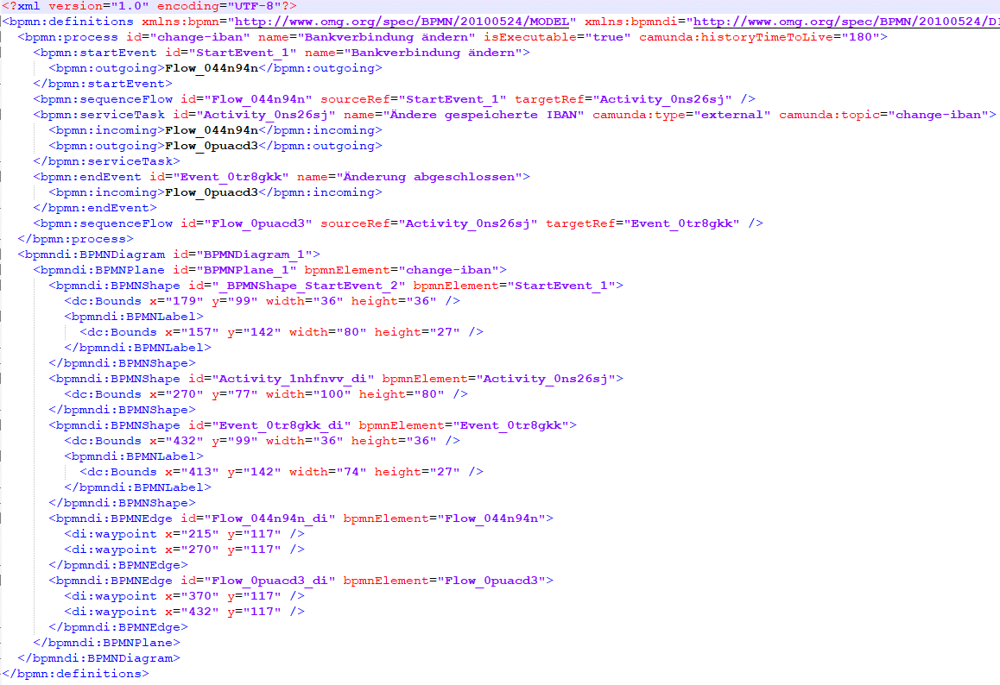 <?xml version="1.0" encoding="UTF-8"?>
<bpmn:definitions xmlns:bpmn="http://www.omg.org/spec/BPMN/20100524/MODEL" xmlns:bpmndi="http://www.omg.org/spec/BPMN/20100524/DI
<bpmn:process id="change-iban" name="Bankverbindung ändern" isExecutable="true" camunda:historyTimeToLive="180">
<bpmn:startEvent id="StartEvent_1" name="Bankverbindung ändern">
<bpmn:outgoing>Flow_044n94n</bpmn:outgoing>
</bpmn:startEvent>
<bpmn:sequenceFlow id="Flow_044n94n" sourceRef="StartEvent_1" targetRef="Activity_0ns26sj" />
<bpmn:serviceTask id="Activity_0ns26sj" name="Ändere gespeicherte IBAN" camunda:type="external" camunda:topic="change-iban">
<bpmn:incoming>Flow_044n94n</bpmn:incoming>
<bpmn:outgoing>Flow_0puacd3</bpmn:outgoing>
</bpmn:serviceTask>
<bpmn:endEvent id="Event_0tr8gkk" name="Änderung abgeschlossen">
<bpmn:incoming>Flow_0puacd3</bpmn:incoming>
</bpmn:endEvent>
<bpmn:sequenceFlow id="Flow_0puacd3" sourceRef="Activity_0ns26sj" targetRef="Event_0tr8gkk" />
</bpmn:process>
<bpmndi:BPMNDiagram id="BPMNDiagram_1">
<bpmndi:BPMNPlane id="BPMNPlane_1" bpmnElement="change-iban">
<bpmndi:BPMNShape id="_BPMNShape_StartEvent_2" bpmnElement="StartEvent_1">
<dc:Bounds x="179" y="99" width="36" height="36" />
<bpmndi:BPMNLabel>
<dc:Bounds x="157" y="142" width="80" height="27" />
</bpmndi:BPMNLabel>
</bpmndi:BPMNShape>
<bpmndi:BPMNShape id="Activity_1nhfnvv_di" bpmnElement="Activity_0ns26sj">
<dc:Bounds x="270" y="77" width="100" height="80" />
</bpmndi:BPMNShape>
<bpmndi:BPMNShape id="Event_0tr8gkk_di" bpmnElement="Event_0tr8gkk">
<dc:Bounds x="432" y="99" width="36" height="36" />
<bpmndi:BPMNLabel>
<dc:Bounds x="413" y="142" width="74" height="27" />
</bpmndi:BPMNLabel>
</bpmndi:BPMNShape>
<bpmndi:BPMNEdge id="Flow_044n94n_di" bpmnElement="Flow_044n94n">
<di:waypoint x="215" y="117" />
<di:waypoint x="270" y="117" />
</bpmndi:BPMNEdge>
<bpmndi:BPMNEdge id="Flow_0puacd3_di" bpmnElement="Flow_0puacd3">
<di:waypoint x="370" y="117" />
<di:waypoint x="432" y="117" />
</bpmndi:BPMNEdge>
</bpmndi:BPMNPlane>
</bpmndi:BPMNDiagram>
</bpmn:definitions>